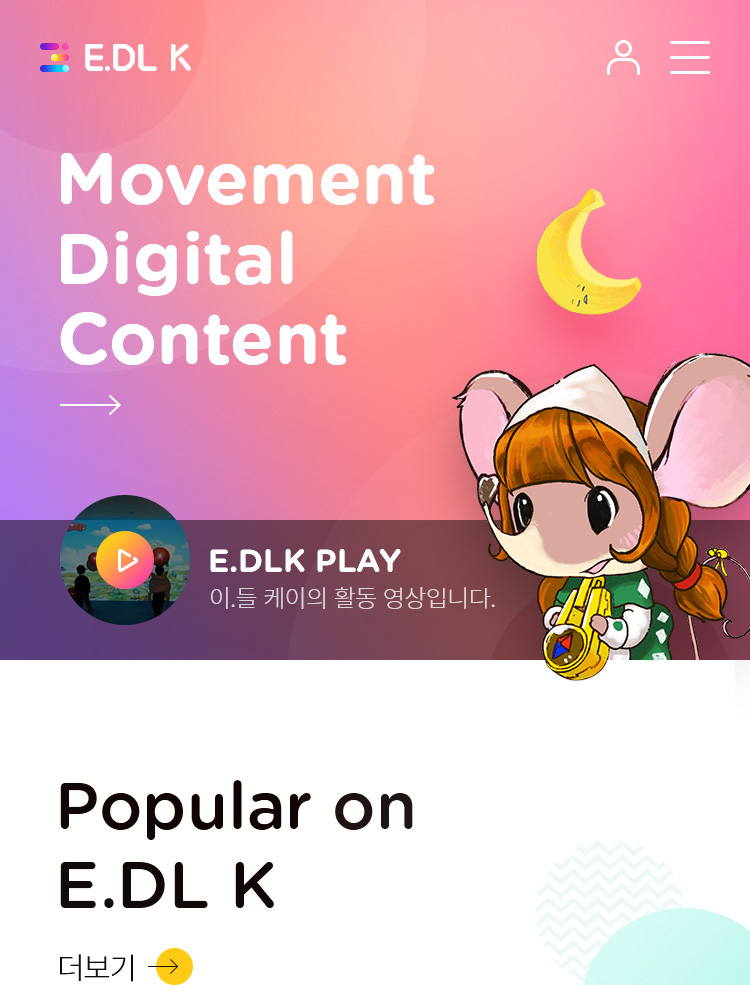 E.DL K
Movement
Digital
Content
E.DLK PLAY
이.들 케이의 활동 영상입니다.
Popular on
E.DL K
더보기